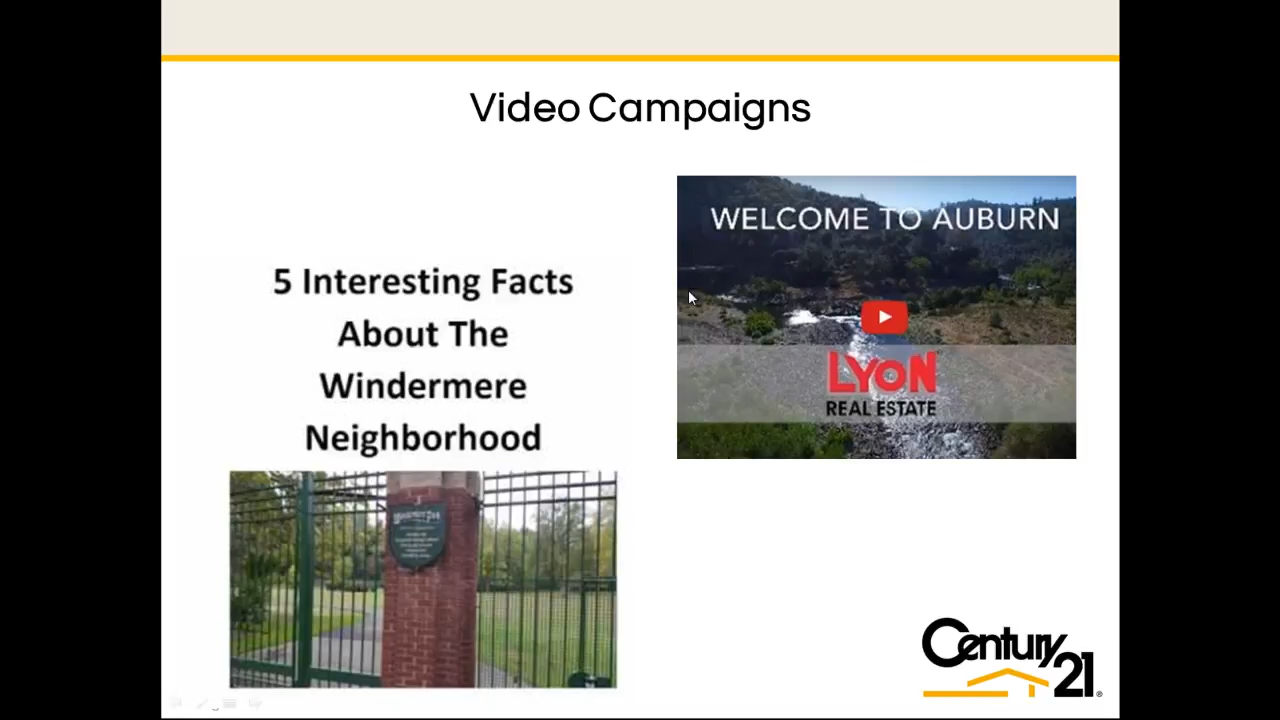 Video Campaigns
WELCOME TO AUBURN
LYON
REAL ESTATE
5 Interesting Facts
About The
Windermere
Neighborhood
Century 21®